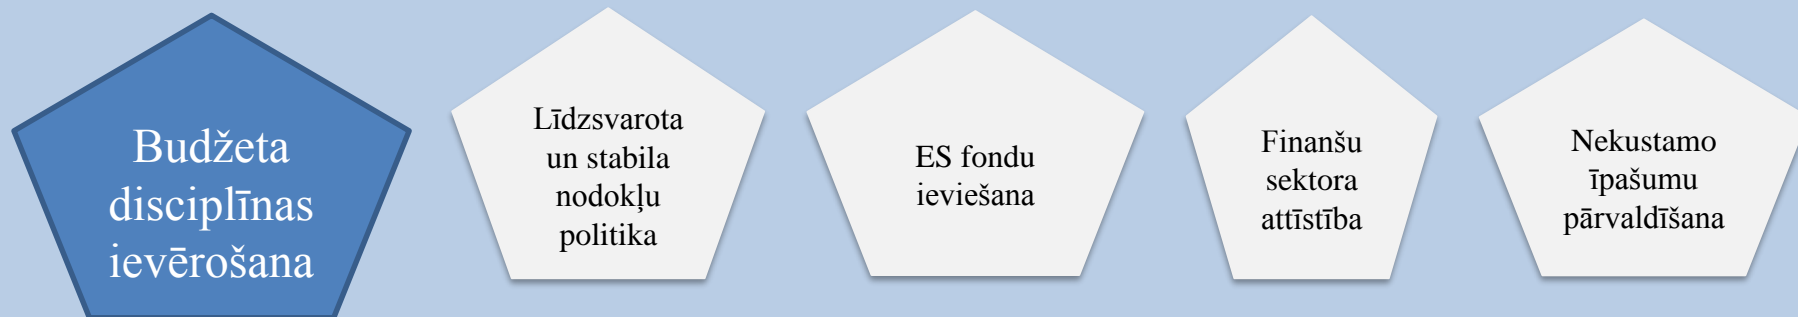 Budžeta
disciplīnas
ievērošana
Līdzsvarota
un stabila
nodokļu
politika
ES fondu
ieviešana
Finanšu
sektora
attīstība
Nekustamo
īpašumu
pārvaldīšana